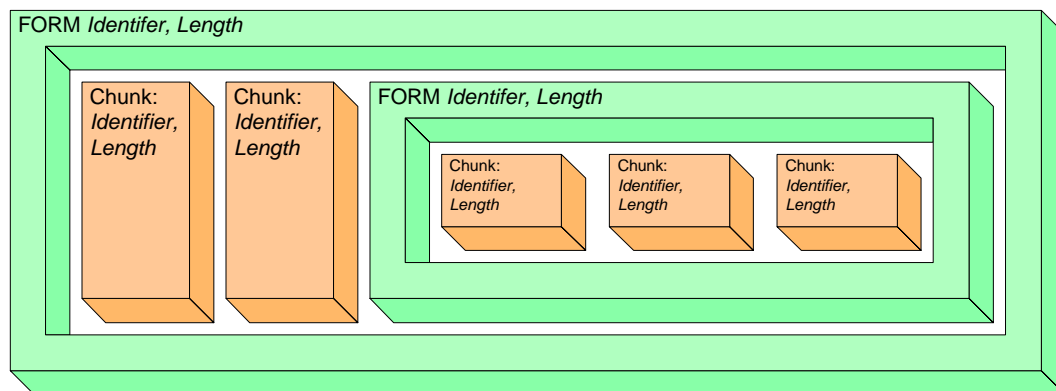 FORM Identifer, Length
Chunk:
Identifier,
Length
Chunk:
Identifier,
Length
FORM Identifer, Length
Chunk:
Identifier,
Length
Chunk:
Identifier,
Length
Chunk:
Identifier,
Length